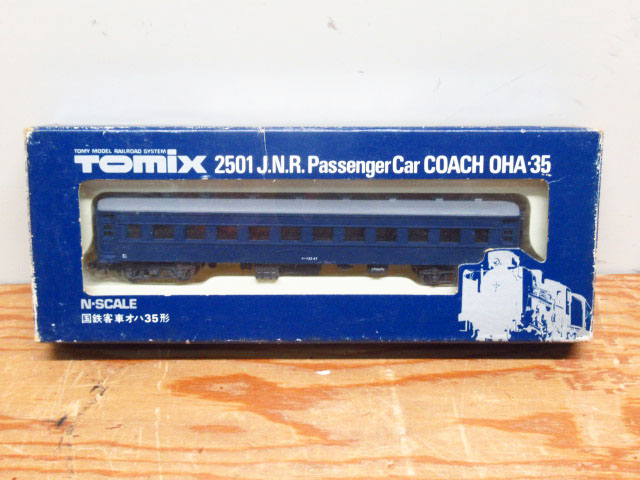 TOMY MODEL RAILROAD SYSTEM
TOMIX 2501 J.N.R. Passenger Car COACH OHA·35
N·SCALE
国鉄客車オハ35形